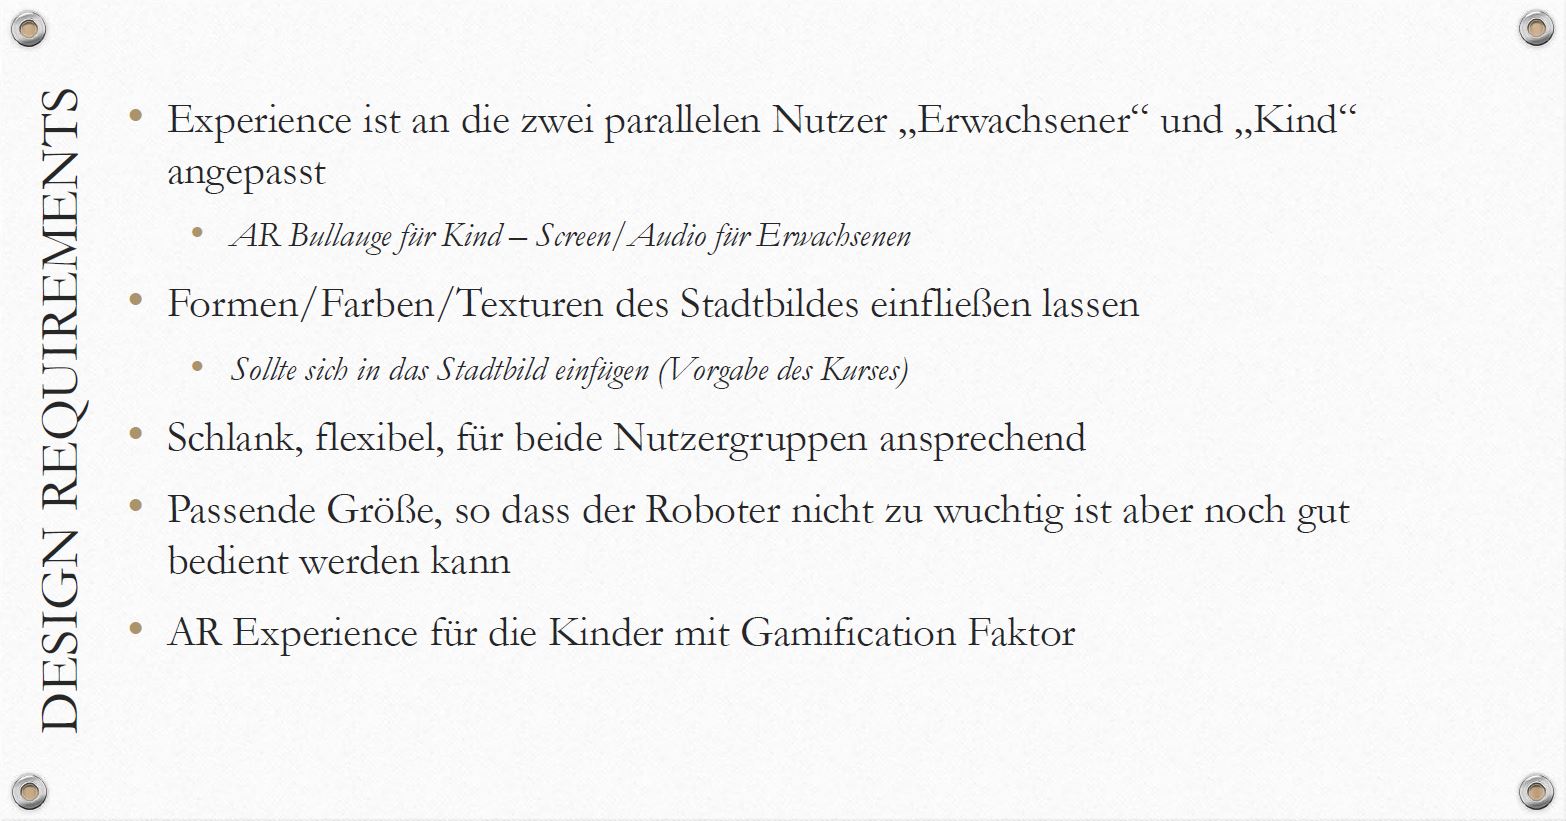 DESIGN REQUIREMENTS
• Experience ist an die zwei parallelen Nutzer „Erwachsener“ und „Kind“
angepasst
• AR Bullauge für Kind – Screen/Audio für Erwachsenen
• Formen/Farben/Texturen des Stadtbildes einfließen lassen
• Sollte sich in das Stadtbild einfügen (Vorgabe des Kurses)
• Schlank, flexibel, für beide Nutzergruppen ansprechend
• Passende Größe, so dass der Roboter nicht zu wuchtig ist aber noch gut
bedient werden kann
• AR Experience für die Kinder mit Gamification Faktor